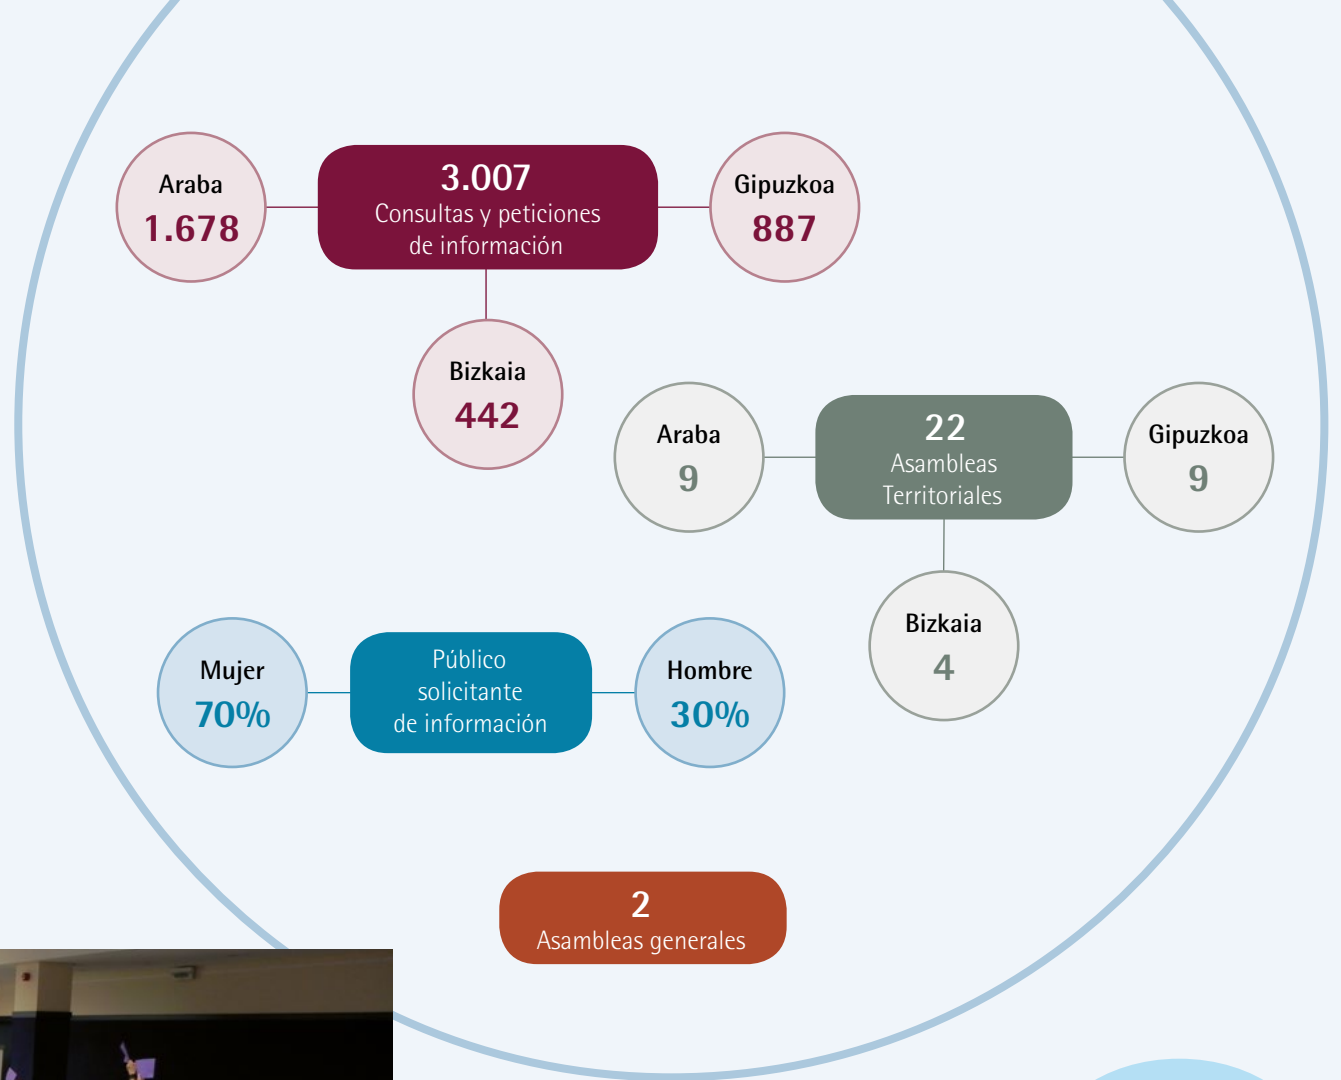 Araba
1.678
3.007
Consultas y peticiones
de información
Gipuzkoa
887
Bizkaia
442
Araba
9
22
Asambleas
Territoriales
Gipuzkoa
9
Bizkaia
4
Mujer
70%
Público
solicitante
de información
Hombre
30%
2
Asambleas generales